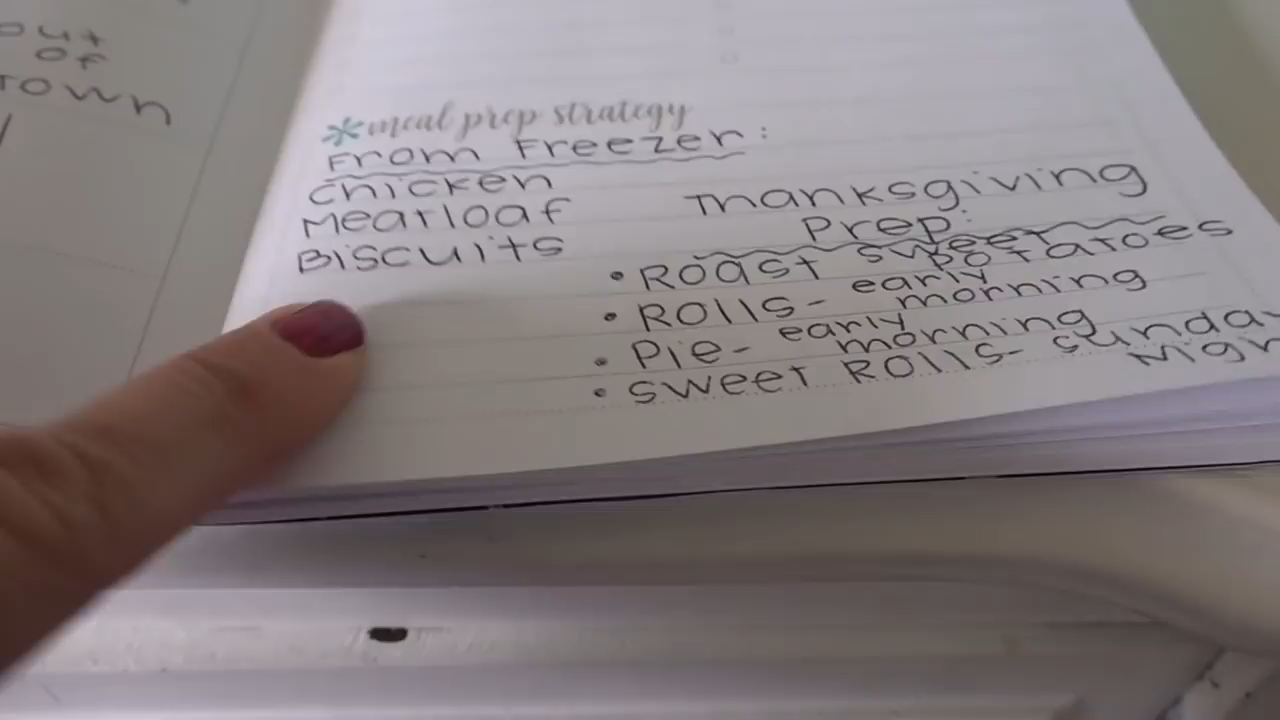 out
of
Town
*meal prep strategy
From Freezer:
Chicken
Meatloaf
Biscuits
Thanksgiving
Prep:
• Roast sweet
potatoes
• Rolls- early
morning
• Pie- early
morning
• Sweet Rolls- Sunday
Nigh